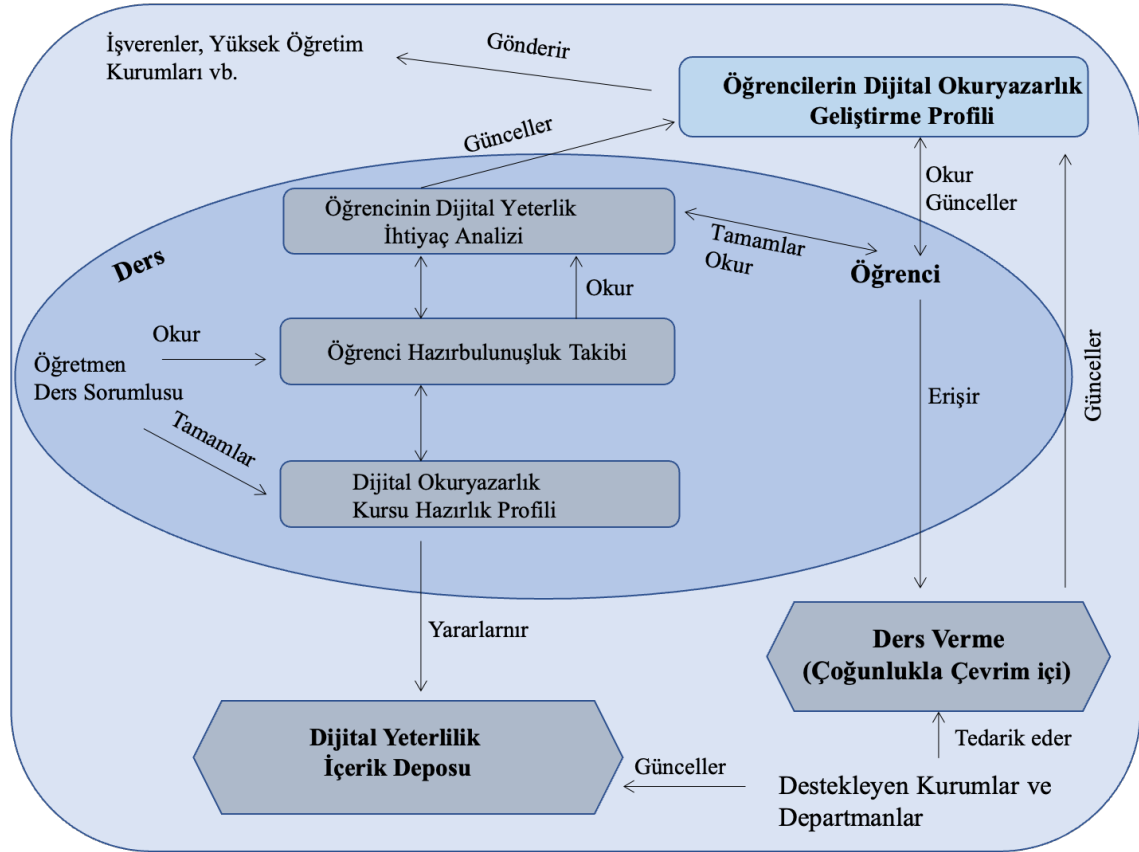 İşverenler, Yüksek Öğretim
Kurumları vb.
Gönderir
Öğrencilerin Dijital Okuryazarlık
Geliştirme Profili
Günceller
Okur
Günceller
Öğrencinin Dijital Yeterlik
İhtiyaç Analizi
Tamamlar
Okur
Ders
Öğrenci
Okur
Okur
Öğrenci Hazırbulunuşluk Takibi
Öğretmen
Ders Sorumlusu
Erişir
Günceller
Tamamlar
Dijital Okuryazarlık
Kursu Hazırlık Profili
Yararlarnır
Ders Verme
(Çoğunlukla Çevrim içi)
Dijital Yeterlilik
İçerik Deposu
Tedarik eder
Günceller
Destekleyen Kurumlar ve
Departmanlar